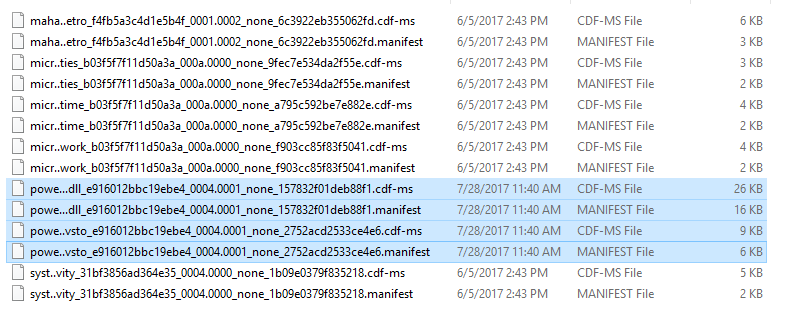 maha..etro_f4fb5a3c4d1e5b4f_0001.0002_none_6c3922eb355062fd.cdf-ms 6/5/2017 2:43 PM CDF-MS File 6 KB
maha..etro_f4fb5a3c4d1e5b4f_0001.0002_none_6c3922eb355062fd.manifest 6/5/2017 2:43 PM MANIFEST File 3 KB
micr..ties_b03f5f7f11d50a3a_000a.0000_none_9fec7e534da2f55e.cdf-ms 6/5/2017 2:43 PM CDF-MS File 3 KB
micr..ties_b03f5f7f11d50a3a_000a.0000_none_9fec7e534da2f55e.manifest 6/5/2017 2:43 PM MANIFEST File 2 KB
micr..time_b03f5f7f11d50a3a_000a.0000_none_a795c592be7e882e.cdf-ms 6/5/2017 2:43 PM CDF-MS File 4 KB
micr..time_b03f5f7f11d50a3a_000a.0000_none_a795c592be7e882e.manifest 6/5/2017 2:43 PM MANIFEST File 2 KB
micr..work_b03f5f7f11d50a3a_000a.0000_none_f903cc85f83f5041.cdf-ms 6/5/2017 2:43 PM CDF-MS File 4 KB
micr..work_b03f5f7f11d50a3a_000a.0000_none_f903cc85f83f5041.manifest 6/5/2017 2:43 PM MANIFEST File 2 KB
powe...dll_e916012bbc19ebe4_0004.0001_none_157832f01deb88f1.cdf-ms 7/28/2017 11:40 AM CDF-MS File 26 KB
powe...dll_e916012bbc19ebe4_0004.0001_none_157832f01deb88f1.manifest 7/28/2017 11:40 AM MANIFEST File 16 KB
powe..vsto_e916012bbc19ebe4_0004.0001_none_2752acd2533ce4e6.cdf-ms 7/28/2017 11:40 AM CDF-MS File 9 KB
powe..vsto_e916012bbc19ebe4_0004.0001_none_2752acd2533ce4e6.manifest 7/28/2017 11:40 AM MANIFEST File 6 KB
syst..vity_31bf3856ad364e35_0004.0000_none_1b09e0379f835218.cdf-ms 6/5/2017 2:43 PM CDF-MS File 5 KB
syst..vity_31bf3856ad364e35_0004.0000_none_1b09e0379f835218.manifest 6/5/2017 2:43 PM MANIFEST File 2 KB